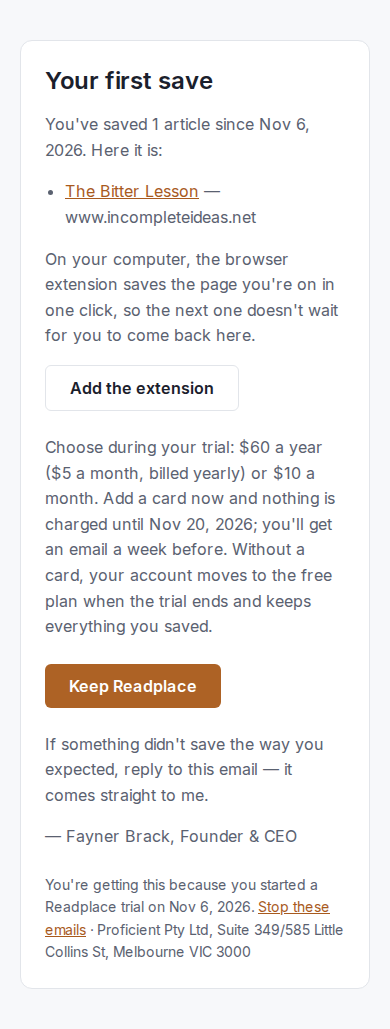 Your first save
You've saved 1 article since Nov 6,
2026. Here it is:
• The Bitter Lesson —
www.incompleteideas.net
On your computer, the browser
extension saves the page you're on in
one click, so the next one doesn't wait
for you to come back here.
Add the extension
Choose during your trial: $60 a year
($5 a month, billed yearly) or $10 a
month. Add a card now and nothing is
charged until Nov 20, 2026; you'll get
an email a week before. Without a
card, your account moves to the free
plan when the trial ends and keeps
everything you saved.
Keep Readplace
If something didn't save the way you
expected, reply to this email — it
comes straight to me.
— Fayner Brack, Founder & CEO
You're getting this because you started a
Readplace trial on Nov 6, 2026. Stop these
emails · Proficient Pty Ltd, Suite 349/585 Little
Collins St, Melbourne VIC 3000